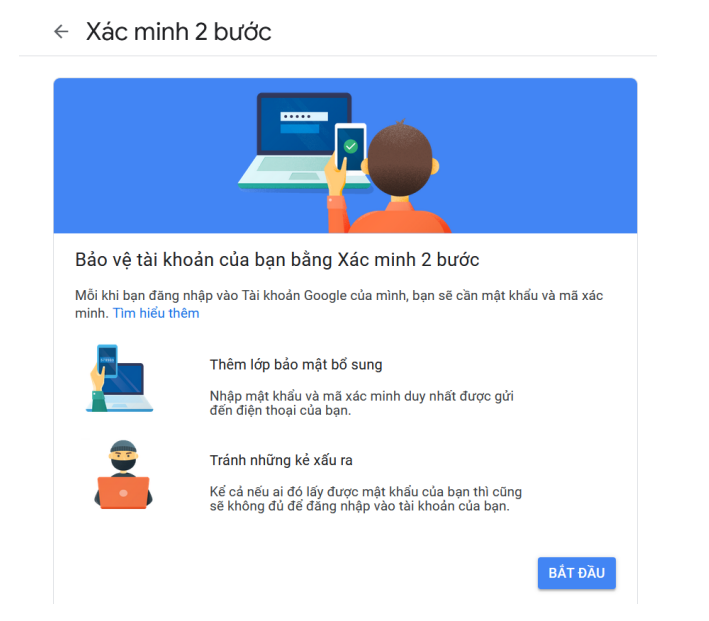 Xác minh 2 bước
Bảo vệ tài khoản của bạn bằng Xác minh 2 bước
Mỗi khi bạn đăng nhập vào Tài khoản Google của mình, bạn sẽ cần mật khẩu và mã xác
minh. Tìm hiểu thêm
Thêm lớp bảo mật bổ sung
Nhập mật khẩu và mã xác minh duy nhất được gửi
đến điện thoại của bạn.
Tránh những kẻ xấu ra
Kể cả nếu ai đó lấy được mật khẩu của bạn thì cũng
sẽ không đủ để đăng nhập vào tài khoản của bạn.
BẮT ĐẦU